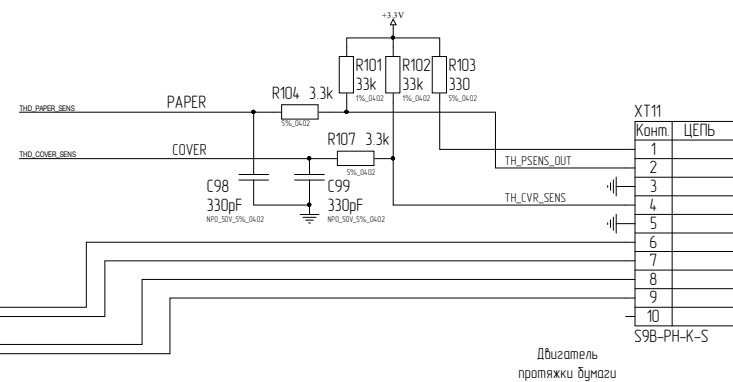 +3.3V
R101 R102 R103
33k 33k 330
1%_0402 1%_0402 5%_0402
R104 3.3k
5%_0402
THD_PAPER_SENS PAPER
R107 3.3k
5%_0402
THD_COVER_SENS COVER
C98 C99
330pF 330pF
NP0_50V_5%_0402 NP0_50V_5%_0402
TH_PSENS_OUT
TH_CVR_SENS
XT11
Конт. ЦЕПЬ
1
2
3
4
5
6
7
8
9
10
S9B-PH-K-S
Двигатель
протяжки бумаги